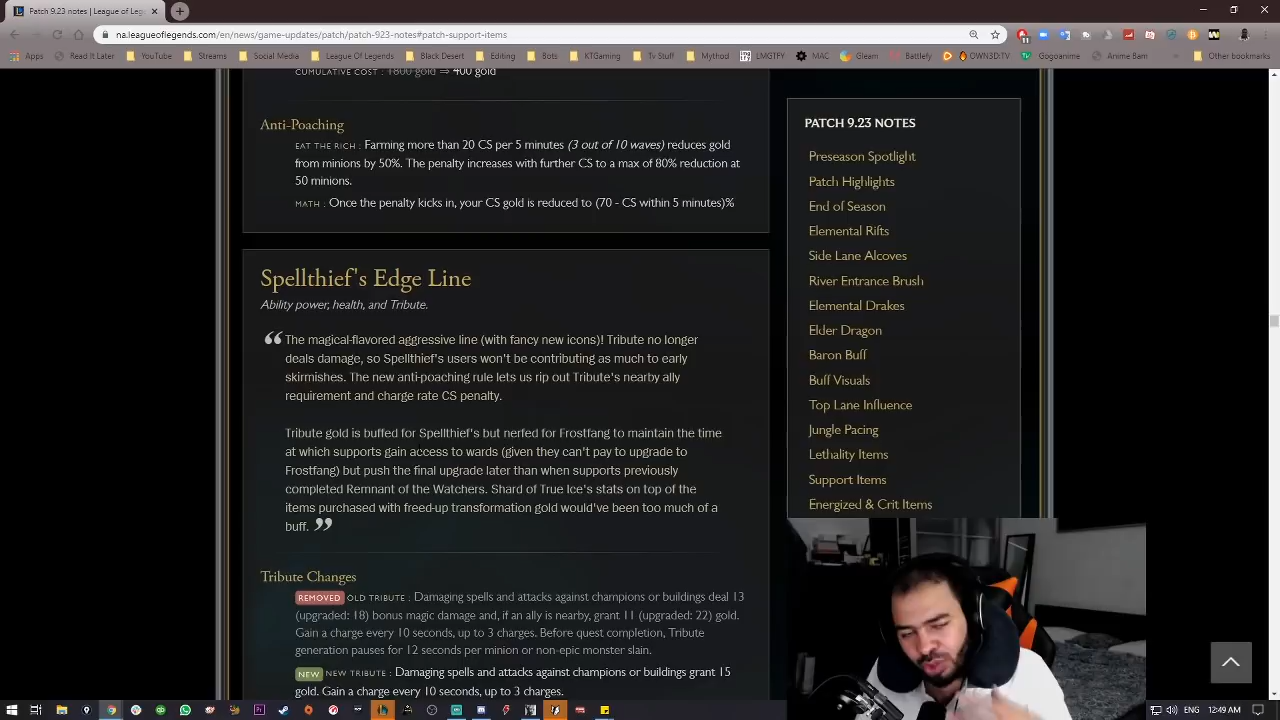 Patch 9.23 notes | League of Leg
na.leagueoflegends.com/en/news/game-updates/patch/patch-923-notes#patch-support-items
Apps Read It Later YouTube Streams Social Media League Of Legends Black Desert Editing Bots KTGaming Tv Stuff Mythod LMGTFY MAC Gleam Battlefy OWN3D.TV Gogoanime Anime Bam Other bookmarks
CUMULATIVE COST : 1800 gold ⇒ 400 gold
Anti-Poaching
EAT THE RICH : Farming more than 20 CS per 5 minutes (3 out of 10 waves) reduces gold
from minions by 50%. The penalty increases with further CS to a max of 80% reduction at
50 minions.
MATH : Once the penalty kicks in, your CS gold is reduced to (70 - CS within 5 minutes)%
Spellthief's Edge Line
Ability power, health, and Tribute.
The magical-flavored aggressive line (with fancy new icons)! Tribute no longer
deals damage, so Spellthief's users won't be contributing as much to early
skirmishes. The new anti-poaching rule lets us rip out Tribute's nearby ally
requirement and charge rate CS penalty.
Tribute gold is buffed for Spellthief's but nerfed for Frostfang to maintain the time
at which supports gain access to wards (given they can't pay to upgrade to
Frostfang) but push the final upgrade later than when supports previously
completed Remnant of the Watchers. Shard of True Ice's stats on top of the
items purchased with freed-up transformation gold would've been too much of a
buff.
Tribute Changes
REMOVED OLD TRIBUTE : Damaging spells and attacks against champions or buildings deal 13
(upgraded: 18) bonus magic damage and, if an ally is nearby, grant 11 (upgraded: 22) gold.
Gain a charge every 10 seconds, up to 3 charges. Before quest completion, Tribute
generation pauses for 12 seconds per minion or non-epic monster slain.
NEW NEW TRIBUTE : Damaging spells and attacks against champions or buildings grant 15
gold. Gain a charge every 10 seconds, up to 3 charges.
PATCH 9.23 NOTES
Preseason Spotlight
Patch Highlights
End of Season
Elemental Rifts
Side Lane Alcoves
River Entrance Brush
Elemental Drakes
Elder Dragon
Baron Buff
Buff Visuals
Top Lane Influence
Jungle Pacing
Lethality Items
Support Items
Energized & Crit Items
ENG 12:49 AM